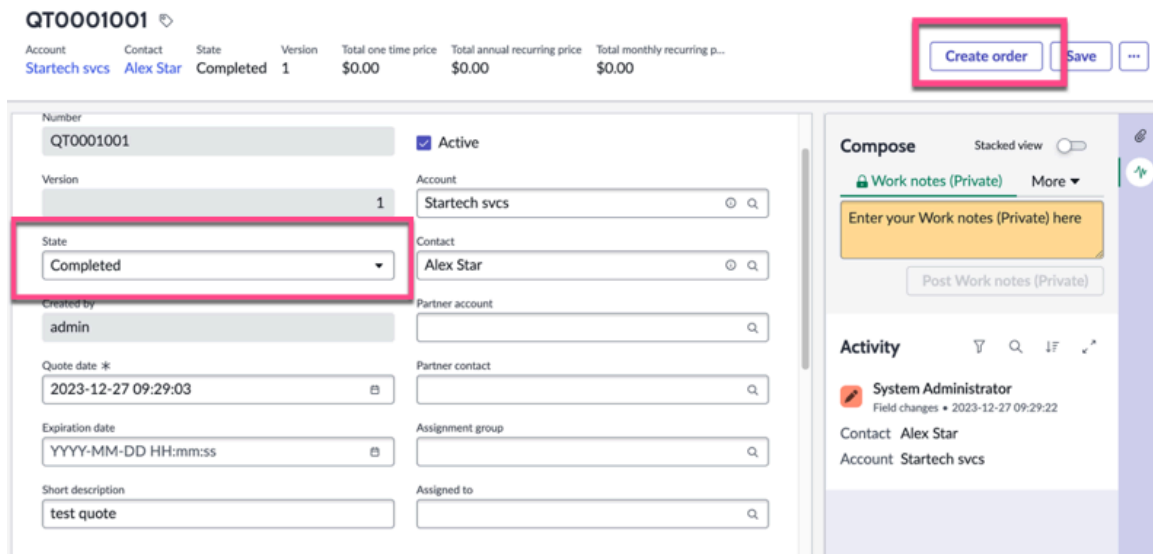 QT0001001
Account Contact State Version Total one time price Total annual recurring price Total monthly recurring p...
Startech svcs Alex Star Completed 1 $0.00 $0.00 $0.00
Create order Save ...
Number
QT0001001
Active
Version
1
Account
Startech svcs
State
Completed
Contact
Alex Star
Created by
admin
Partner account
Quote date *
2023-12-27 09:29:03
Partner contact
Expiration date
YYYY-MM-DD HH:mm:ss
Assignment group
Short description
test quote
Assigned to
Compose Stacked view
Work notes (Private) More
Enter your Work notes (Private) here
Post Work notes (Private)
Activity
System Administrator
Field changes • 2023-12-27 09:29:22
Contact Alex Star
Account Startech svcs